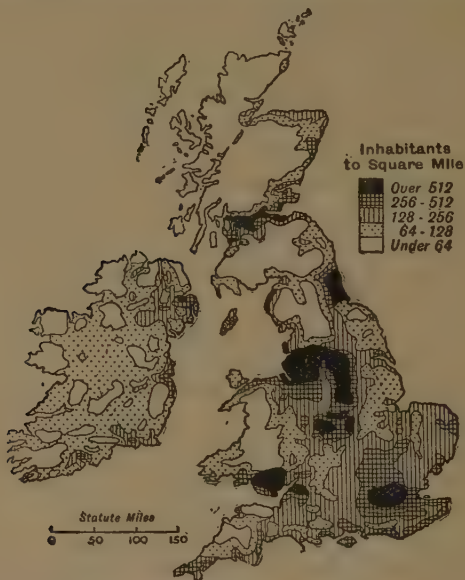 Inhabitants
to Square Mile
Over 512
256 - 512
128 - 256
64 - 128
Under 64
Statute Miles
0 50 100 150